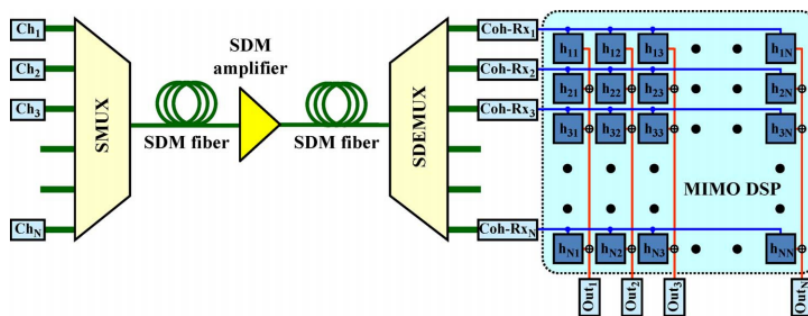 Ch1
Ch2
Ch3
ChN
SMUX
SDM fiber
SDM
amplifier
SDM fiber
SDEMUX
Coh-Rx1
Coh-Rx2
Coh-Rx3
Coh-RxN
h11 h12 h13 h1N
h21 h22 h23 h2N
h31 h32 h33 h3N
MIMO DSP
hN1 hN2 hN3 hNN
Out1 Out2 Out3 OutN